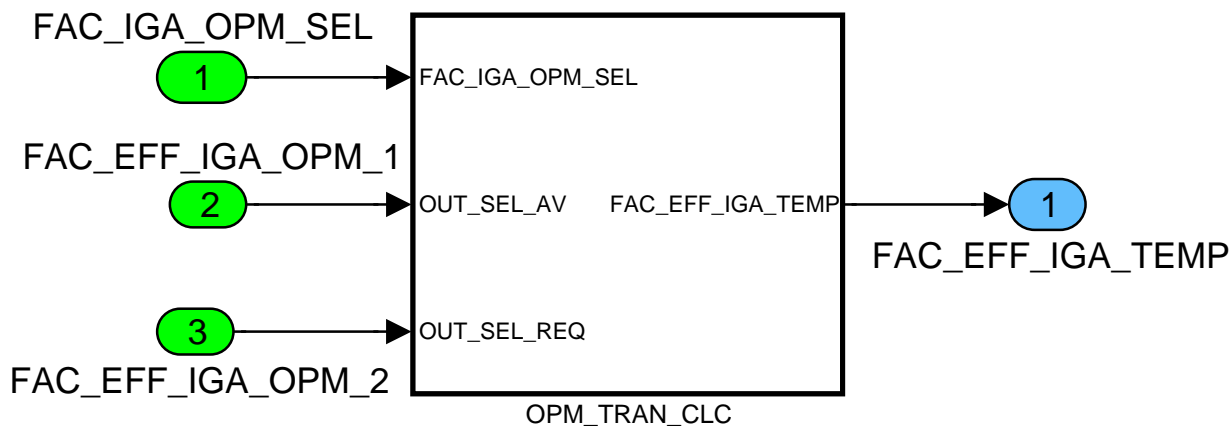 FAC_IGA_OPM_SEL
1
FAC_IGA_OPM_SEL
FAC_EFF_IGA_OPM_1
2
OUT_SEL_AV
FAC_EFF_IGA_TEMP
1
FAC_EFF_IGA_TEMP
3
OUT_SEL_REQ
FAC_EFF_IGA_OPM_2
OPM_TRAN_CLC